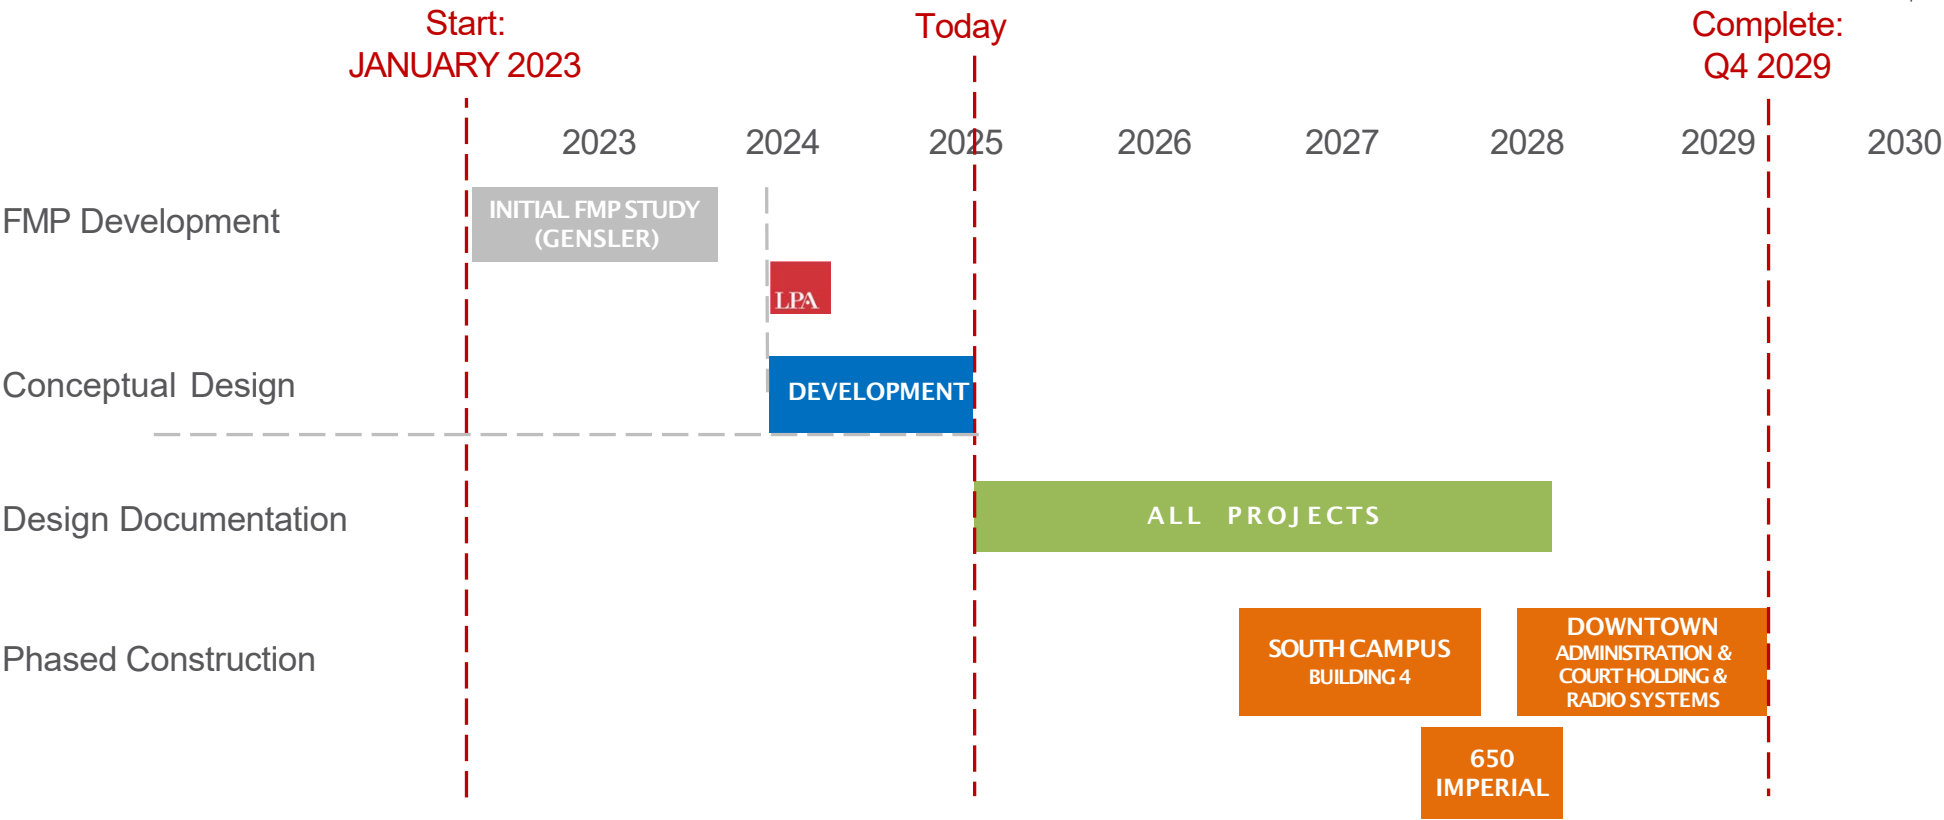 Start:
JANUARY 2023
Today
Complete:
Q4 2029
2023 2024 2025 2026 2027 2028 2029 2030
FMP Development
INITIAL FMP STUDY
(GENSLER)
LPA
Conceptual Design
DEVELOPMENT
Design Documentation
ALL PROJECTS
Phased Construction
SOUTH CAMPUS
BUILDING 4
DOWNTOWN
ADMINISTRATION &
COURT HOLDING &
RADIO SYSTEMS
650
IMPERIAL